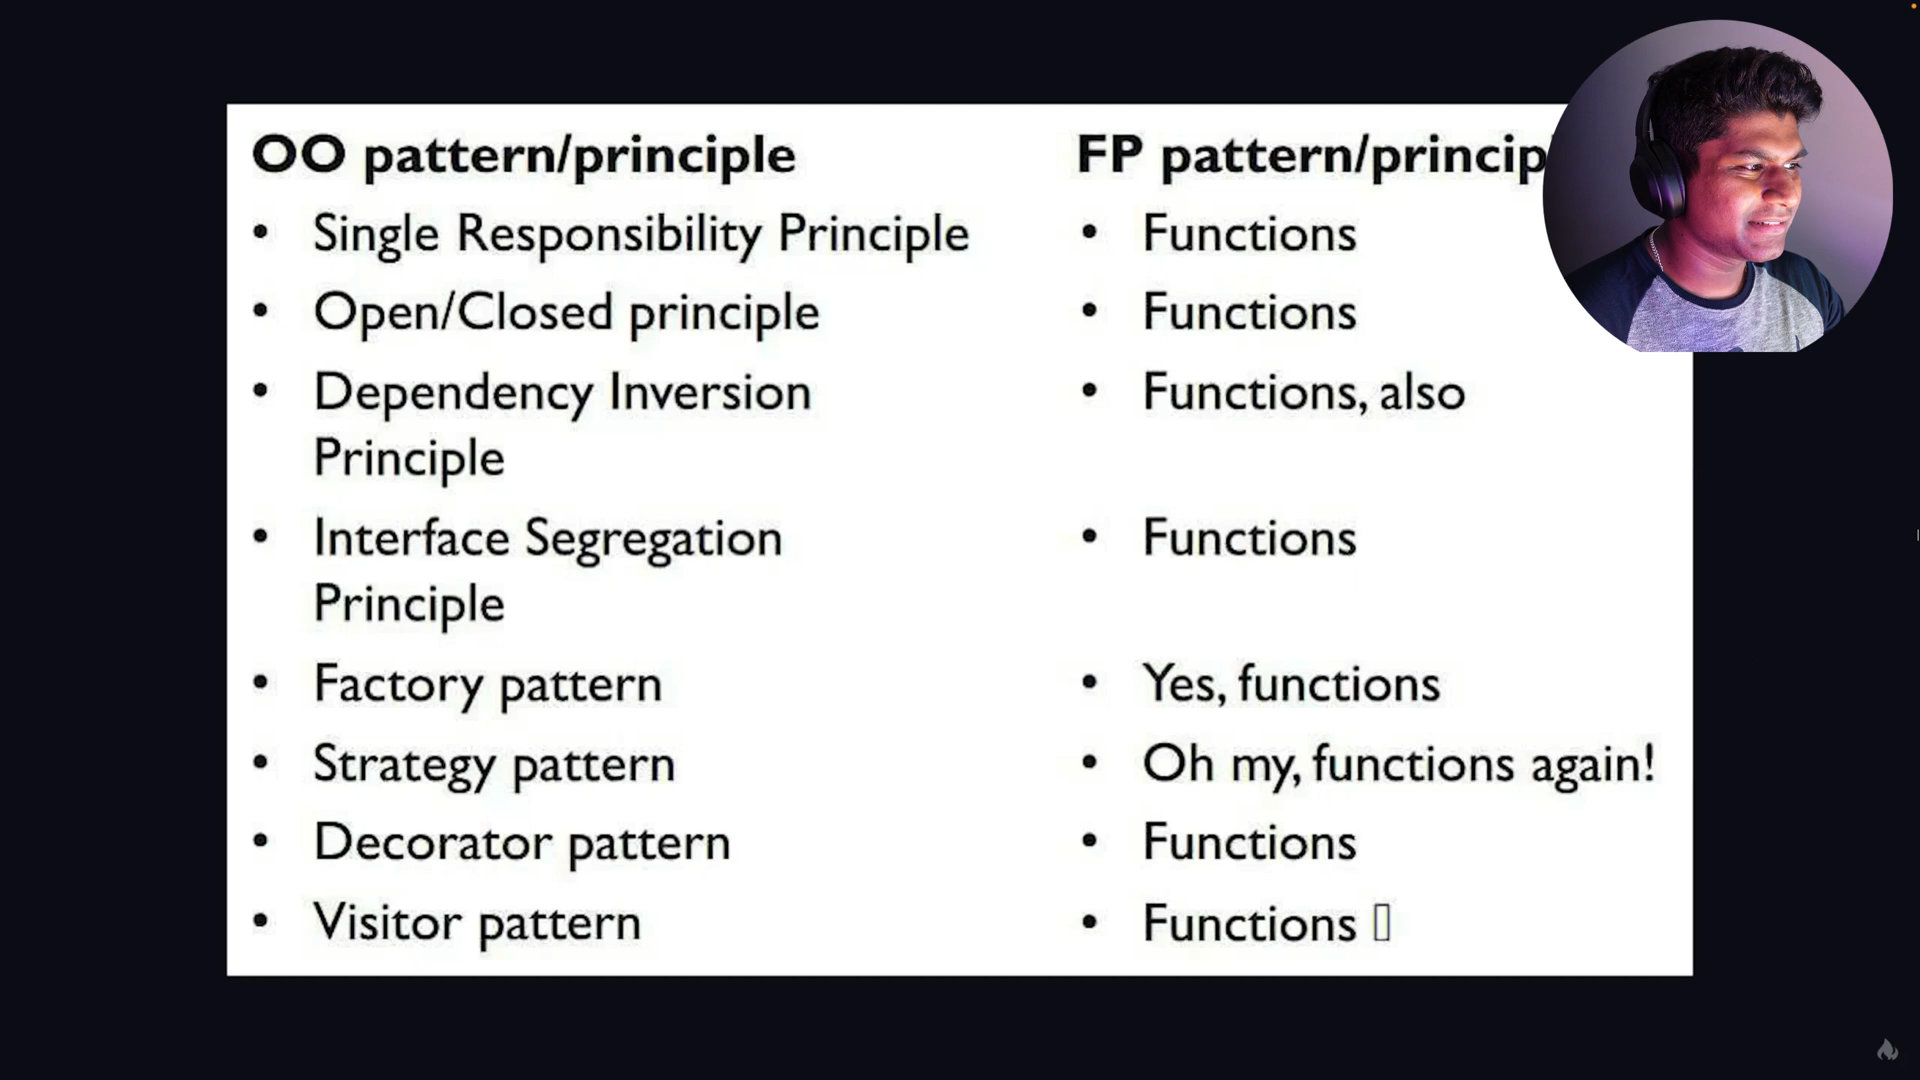 OO pattern/principle
• Single Responsibility Principle
• Open/Closed principle
• Dependency Inversion
Principle
• Interface Segregation
Principle
• Factory pattern
• Strategy pattern
• Decorator pattern
• Visitor pattern
FP pattern/princip
• Functions
• Functions
• Functions, also
• Functions
• Yes, functions
• Oh my, functions again!
• Functions
• Functions ▯